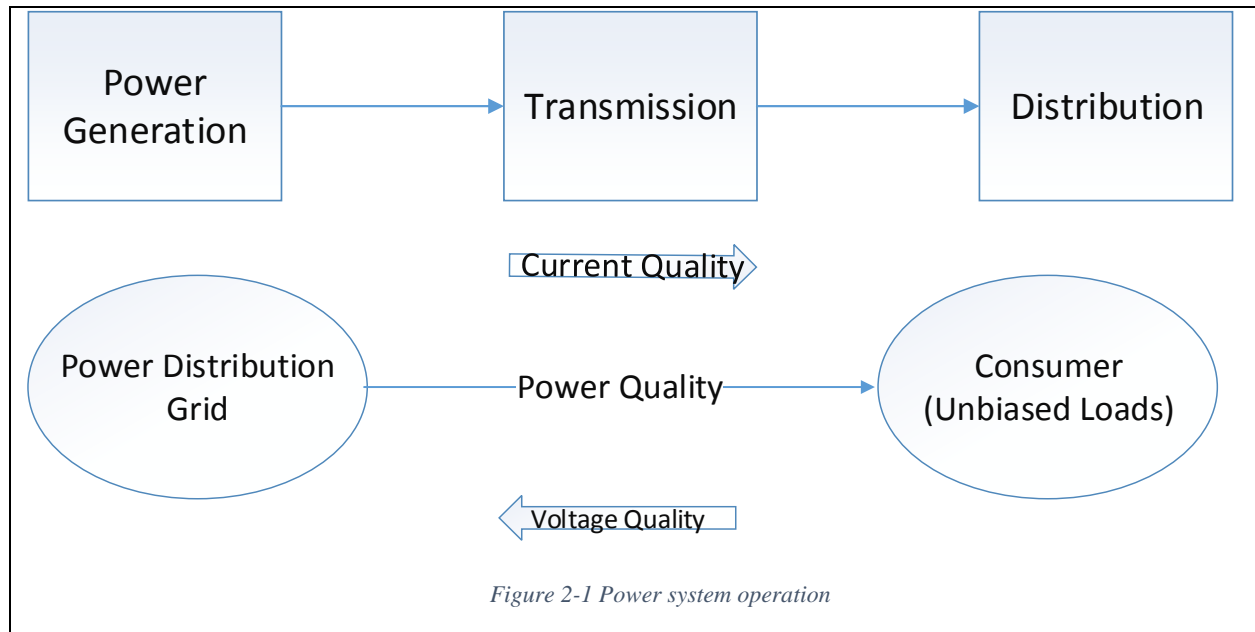 Power
Generation
Transmission
Distribution
Current Quality
Power Distribution
Grid
Power Quality
Consumer
(Unbiased Loads)
Voltage Quality
Figure 2-1 Power system operation